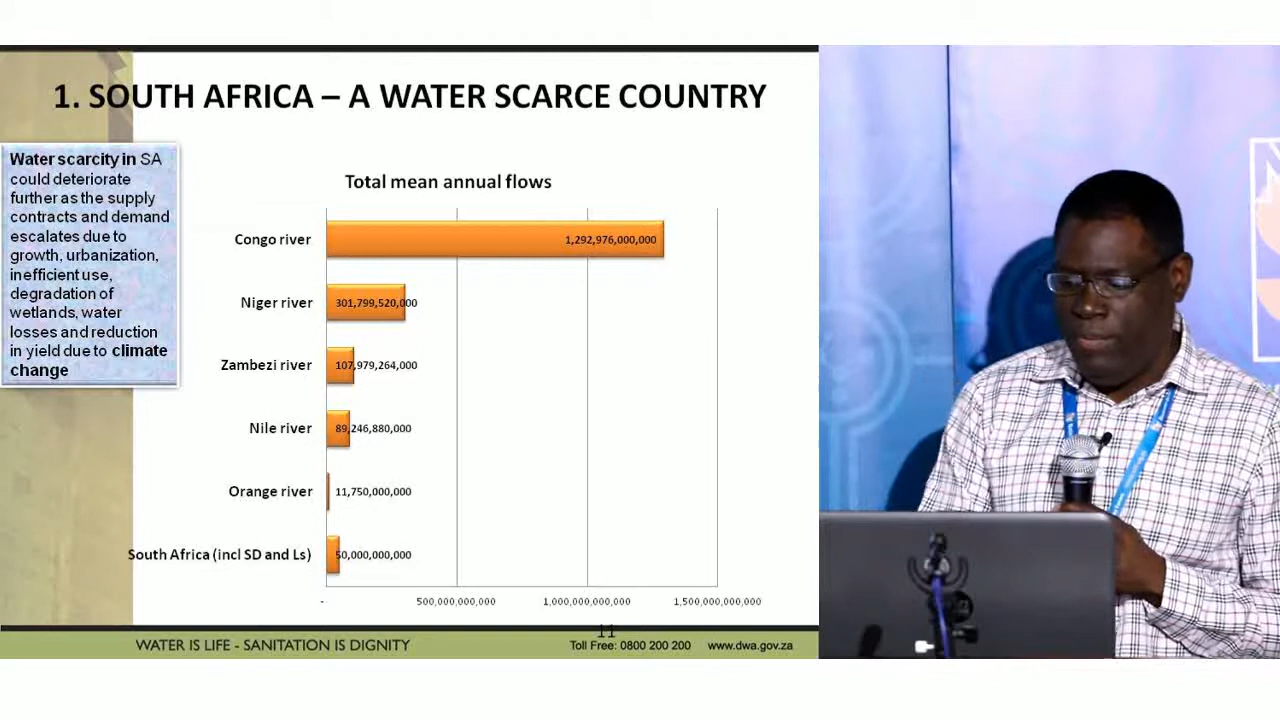 1. SOUTH AFRICA – A WATER SCARCE COUNTRY
Water scarcity in SA
could deteriorate
further as the supply
contracts and demand
escalates due to
growth, urbanization,
inefficient use,
degradation of
wetlands, water
losses and reduction
in yield due to climate
change
Total mean annual flows
Congo river 1,292,976,000,000
Niger river 301,799,520,000
Zambezi river 107,979,264,000
Nile river 89,246,880,000
Orange river 11,750,000,000
South Africa (incl SD and Ls) 50,000,000,000
- 500,000,000,000 1,000,000,000,000 1,500,000,000,000
11
WATER IS LIFE - SANITATION IS DIGNITY
Toll Free: 0800 200 200 www.dwa.gov.za